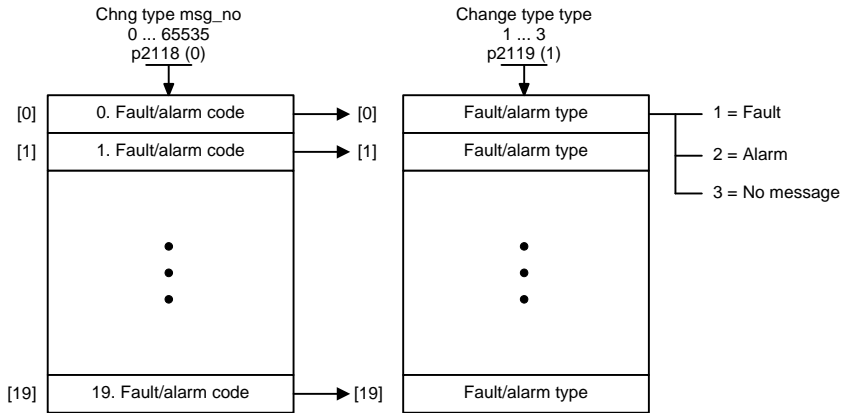 Chng type msg_no
0 ... 65535
p2118 (0)
Change type type
1 ... 3
p2119 (1)
[0] 0. Fault/alarm code [0] Fault/alarm type 1 = Fault
[1] 1. Fault/alarm code [1] Fault/alarm type 2 = Alarm
3 = No message
[19] 19. Fault/alarm code [19] Fault/alarm type